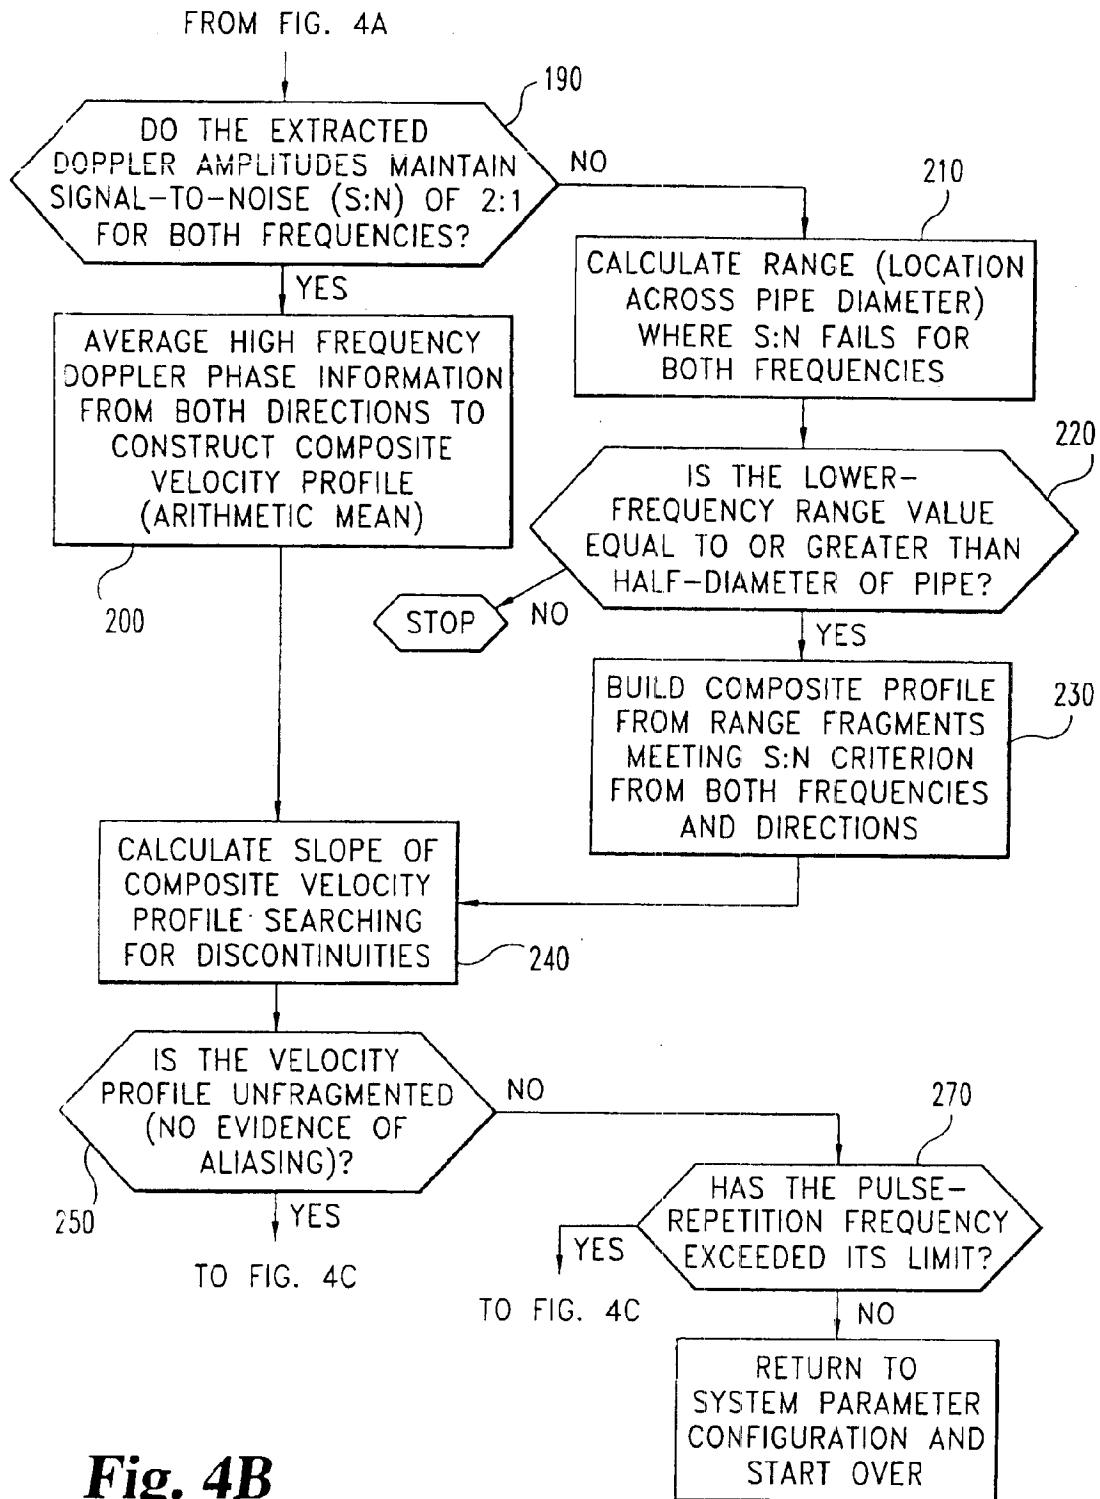 FROM FIG. 4A
190
DO THE EXTRACTED
DOPPLER AMPLITUDES MAINTAIN
SIGNAL-TO-NOISE (S:N) OF 2:1
FOR BOTH FREQUENCIES?
NO
YES
210
CALCULATE RANGE (LOCATION
ACROSS PIPE DIAMETER)
WHERE S:N FAILS FOR
BOTH FREQUENCIES
AVERAGE HIGH FREQUENCY
DOPPLER PHASE INFORMATION
FROM BOTH DIRECTIONS TO
CONSTRUCT COMPOSITE
VELOCITY PROFILE
(ARITHMETIC MEAN)
200
220
IS THE LOWER-
FREQUENCY RANGE VALUE
EQUAL TO OR GREATER THAN
HALF-DIAMETER OF PIPE?
STOP
NO
YES
BUILD COMPOSITE PROFILE
FROM RANGE FRAGMENTS
MEETING S:N CRITERION
FROM BOTH FREQUENCIES
AND DIRECTIONS
230
CALCULATE SLOPE OF
COMPOSITE VELOCITY
PROFILE SEARCHING
FOR DISCONTINUITIES
240
IS THE VELOCITY
PROFILE UNFRAGMENTED
(NO EVIDENCE OF
ALIASING)?
NO
250
YES
TO FIG. 4C
270
HAS THE PULSE-
REPETITION FREQUENCY
EXCEEDED ITS LIMIT?
YES
TO FIG. 4C
NO
RETURN TO
SYSTEM PARAMETER
CONFIGURATION AND
START OVER
Fig. 4B